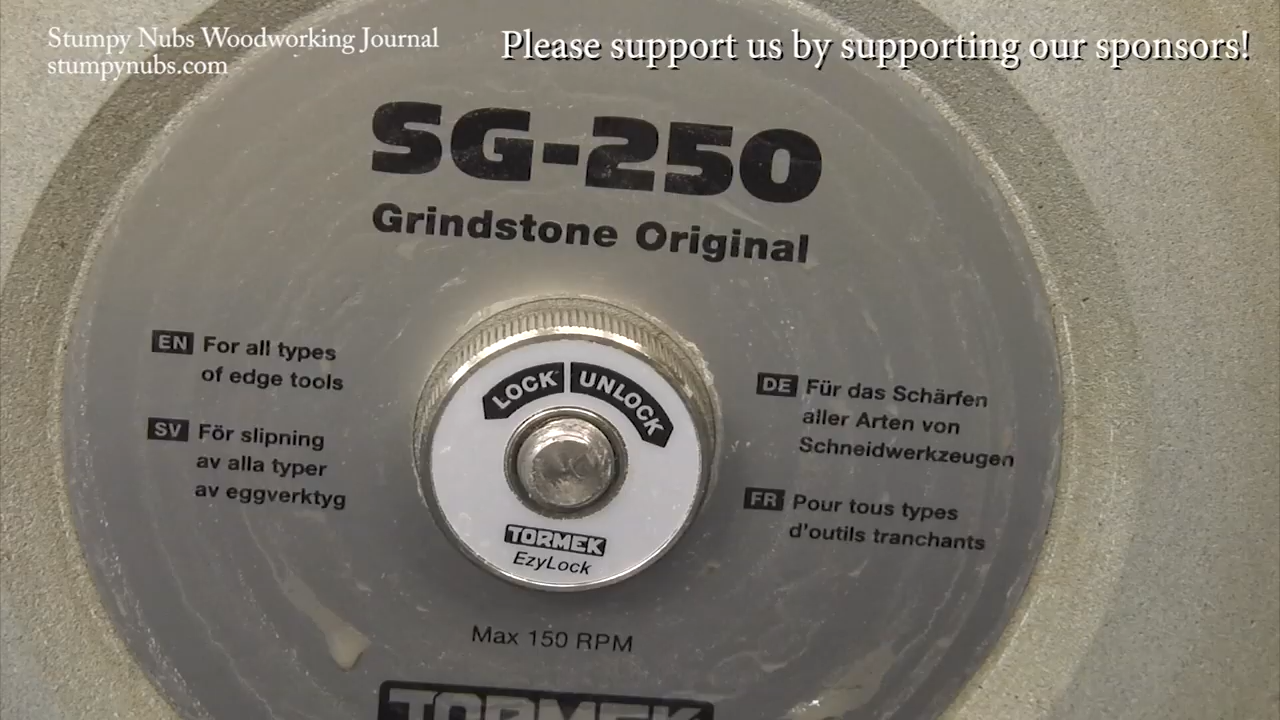 Stumpy Nubs Woodworking Journal
stumpynubs.com
Please support us by supporting our sponsors!
SG-250
Grindstone Original
EN For all types
of edge tools
SV För slipning
av alla typer
av eggverktyg
LOCK UNLOCK
TORMEK
EzyLock
DE Für das Schärfen
aller Arten von
Schneidwerkzeugen
FR Pour tous types
d'outils tranchants
Max 150 RPM
TORMEK